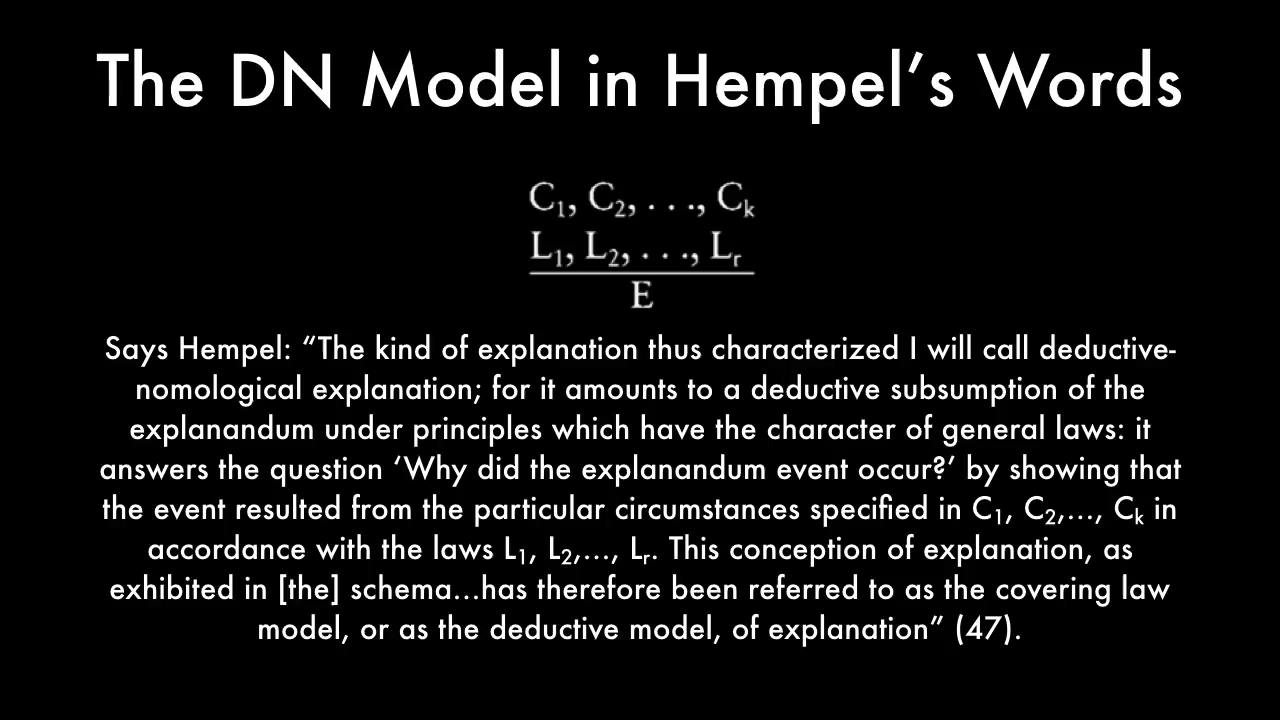 The DN Model in Hempel’s Words
C₁, C₂, . . ., Cₖ
L₁, L₂, . . ., Lᵣ
E
Says Hempel: “The kind of explanation thus characterized I will call deductive-
nomological explanation; for it amounts to a deductive subsumption of the
explanandum under principles which have the character of general laws: it
answers the question ‘Why did the explanandum event occur?’ by showing that
the event resulted from the particular circumstances specified in C₁, C₂,…, Cₖ in
accordance with the laws L₁, L₂,…, Lᵣ. This conception of explanation, as
exhibited in [the] schema…has therefore been referred to as the covering law
model, or as the deductive model, of explanation” (47).